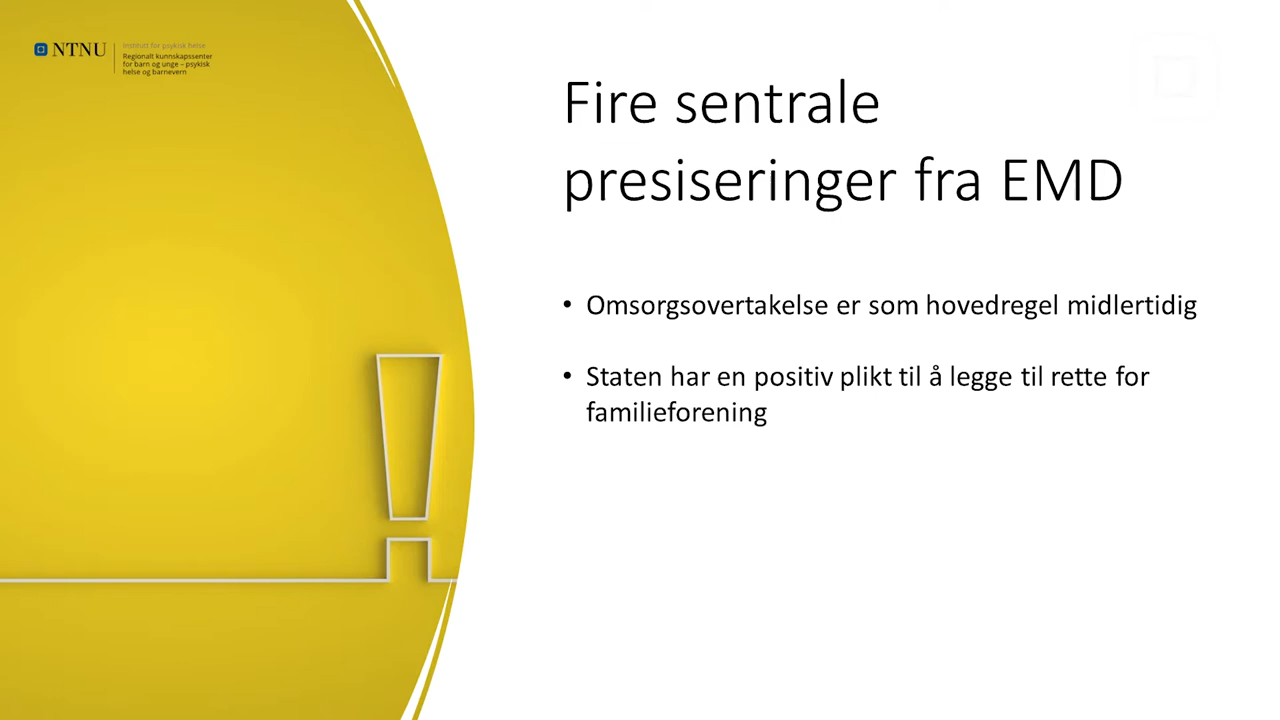 NTNU
Institutt for psykisk helse
Regionalt kunnskapssenter
for barn og unge – psykisk
helse og barnevern
Fire sentrale
presiseringer fra EMD
• Omsorgsovertakelse er som hovedregel midlertidig
• Staten har en positiv plikt til å legge til rette for
familieforening